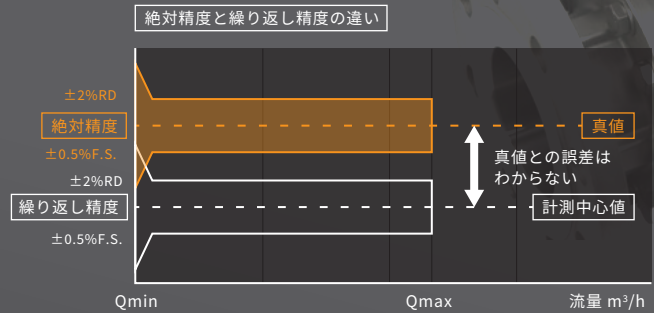 絶対精度と繰り返し精度の違い
±2%RD
絶対精度
±0.5%F.S.
±2%RD
繰り返し精度
±0.5%F.S.
真値
真値との誤差は
わからない
計測中心値
Qmin
Qmax
流量 m³/h